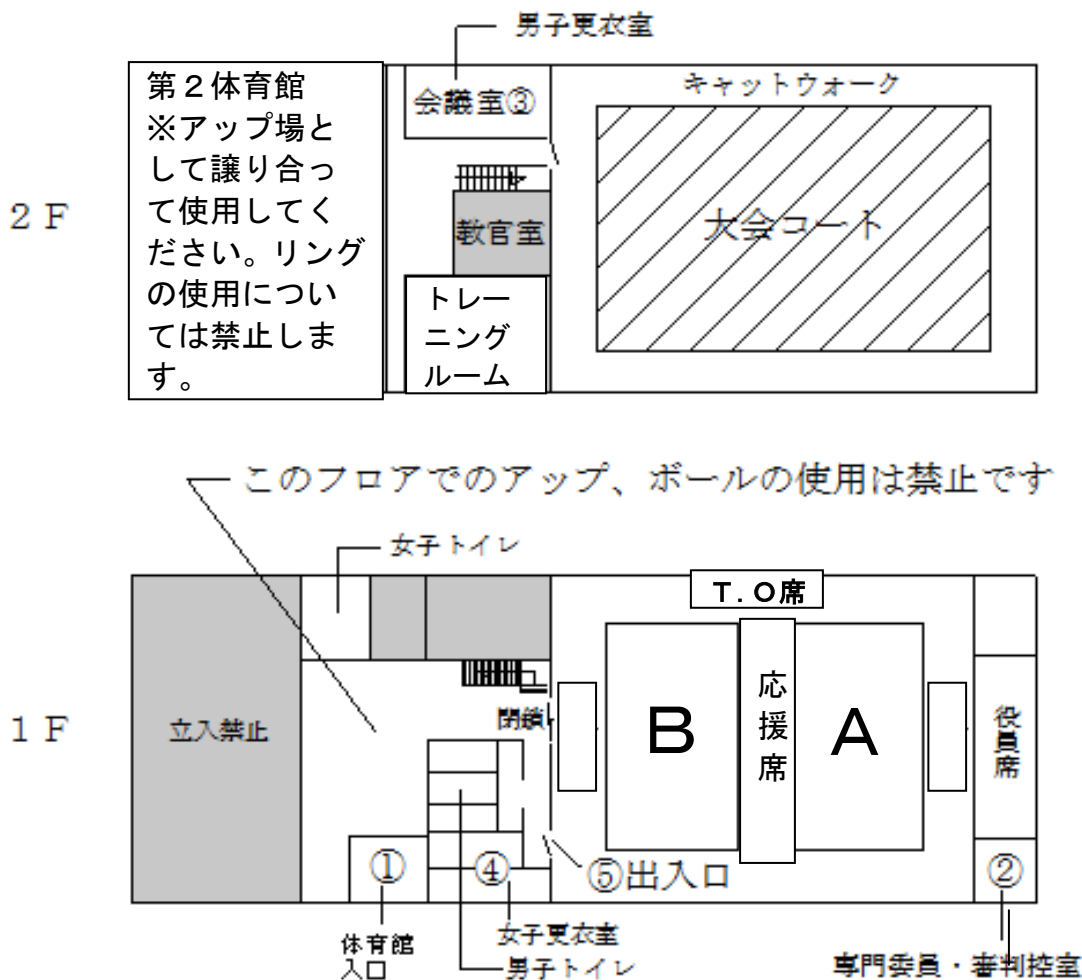 男子更衣室
第２体育館
※アップ場と
して譲り合っ
て使用してく
ださい。リング
の使用につい
ては禁止しま
す。
会議室③
キャットウォーク
２Ｆ
教官室
大会コート
トレー
ニング
ルーム
このフロアでのアップ、ボールの使用は禁止です
女子トイレ
Ｔ.Ｏ席
１Ｆ
立入禁止
閉鎖
B
応援席
A
役員席
①
④
⑤出入口
②
体育館
入口
女子更衣室
男子トイレ
専門委員・審判控室